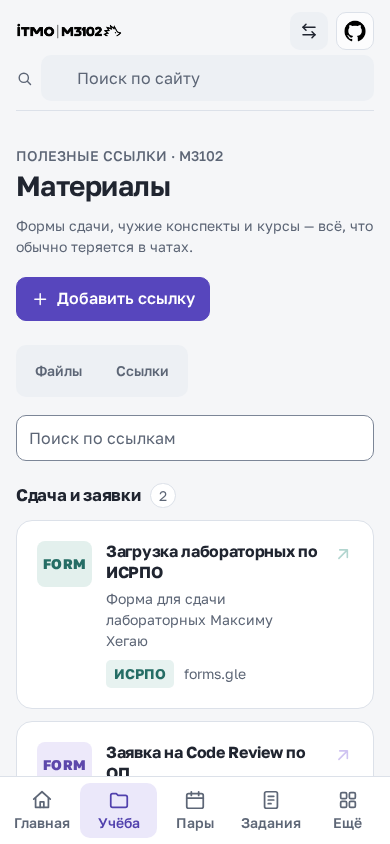 iTMO | M3102
Поиск по сайту
ПОЛЕЗНЫЕ ССЫЛКИ · M3102
Материалы
Формы сдачи, чужие конспекты и курсы — всё, что
обычно теряется в чатах.
Добавить ссылку
Файлы Ссылки
Поиск по ссылкам
Сдача и заявки 2
FORM
Загрузка лабораторных по
ИСРПО
Форма для сдачи
лабораторных Максиму
Хегаю
ИСРПО forms.gle
FORM
Заявка на Code Review по
ОП
Главная Учёба Пары Задания Ещё